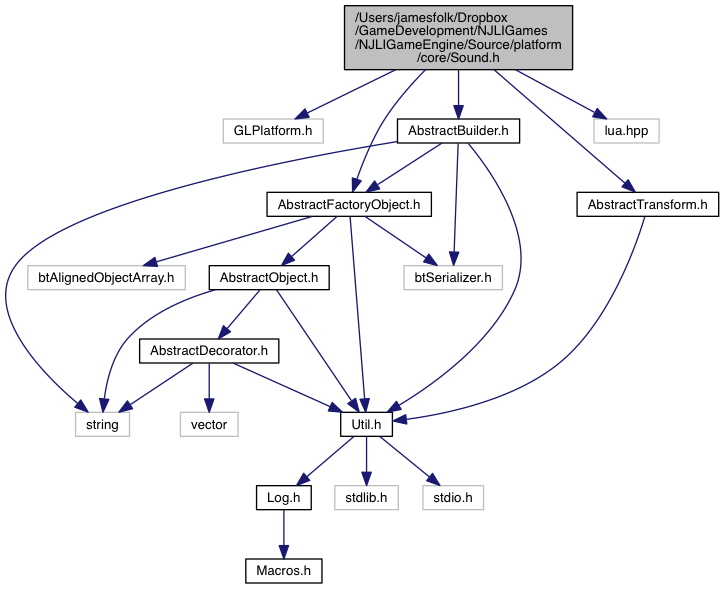 /Users/jamesfolk/Dropbox
/GameDevelopment/NJLIGames
/NJLIGameEngine/Source/platform
/core/Sound.h
GLPlatform.h
AbstractBuilder.h
lua.hpp
AbstractFactoryObject.h
AbstractTransform.h
btAlignedObjectArray.h
AbstractObject.h
btSerializer.h
AbstractDecorator.h
string
vector
Util.h
Log.h
stdlib.h
stdio.h
Macros.h